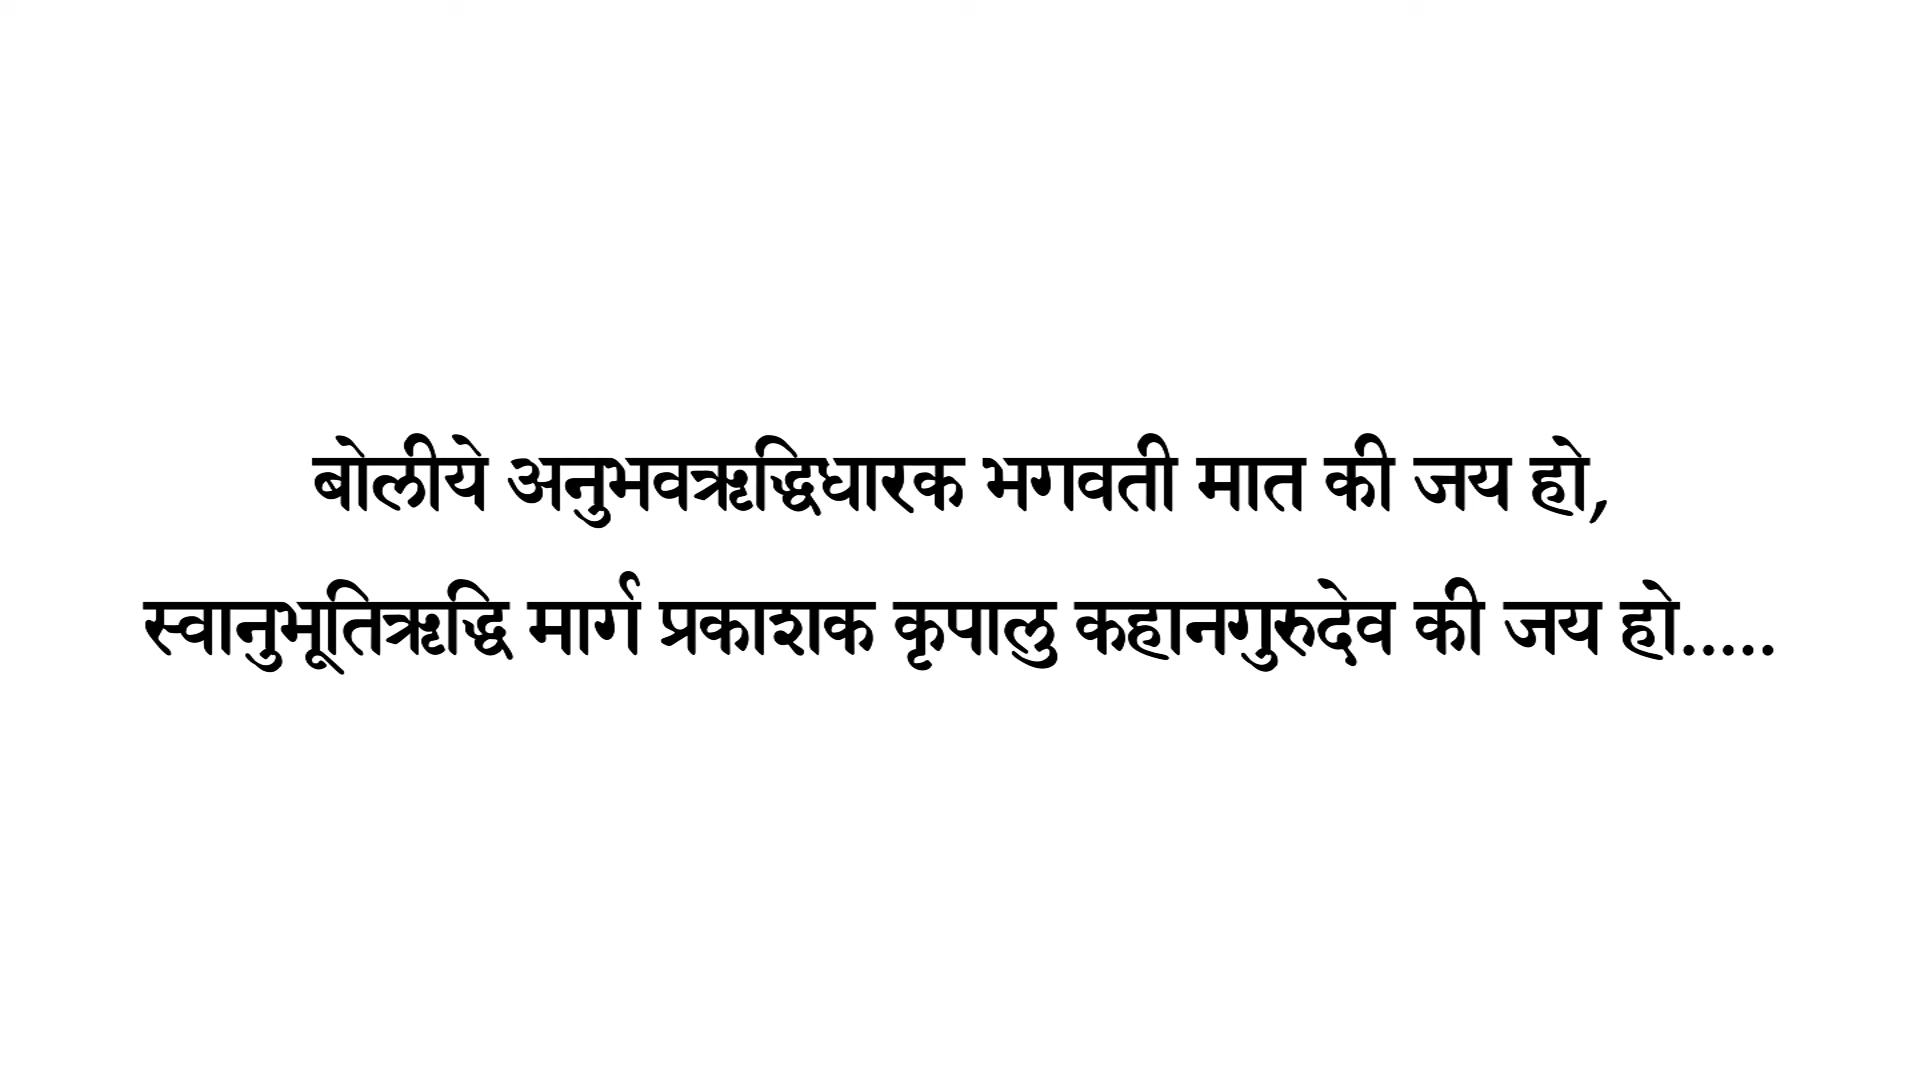 बोलीये अनुभवऋद्धिधारक भगवती मात की जय हो,
स्वानुभूतिऋद्धि मार्ग प्रकाशक कृपालु कहानगुरुदेव की जय हो.....